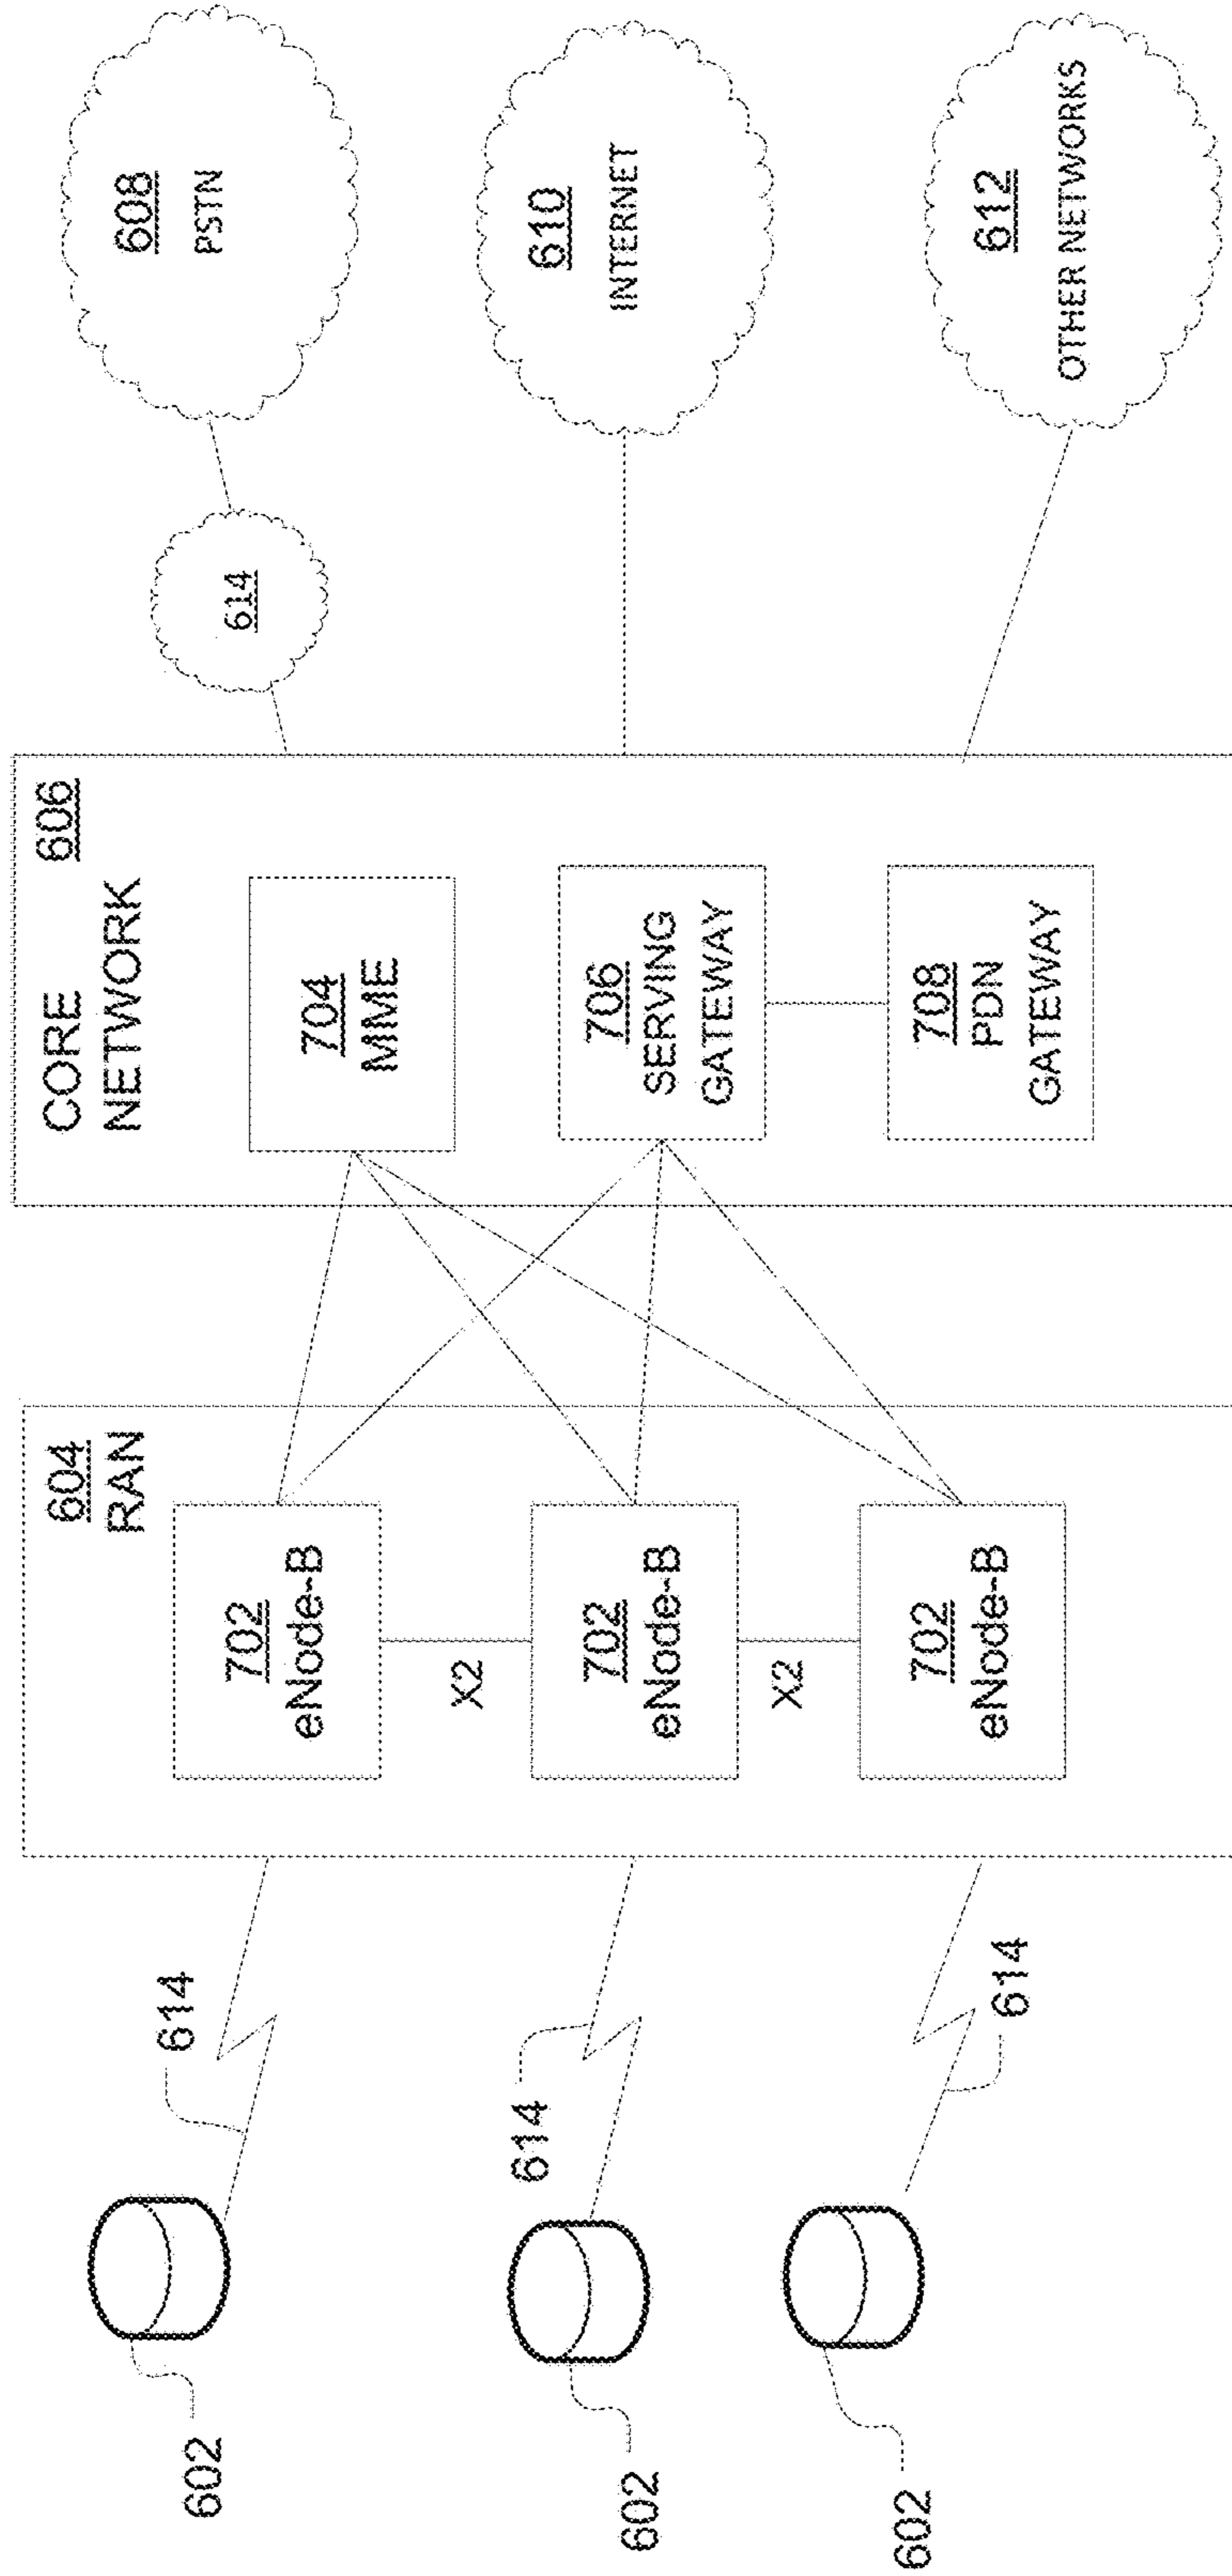 602
614
602
614
602
614
604
RAN
702
eNode-B
X2
702
eNode-B
X2
702
eNode-B
CORE
606
NETWORK
704
MME
706
SERVING
GATEWAY
708
PDN
GATEWAY
614
608
PSTN
610
INTERNET
612
OTHER NETWORKS